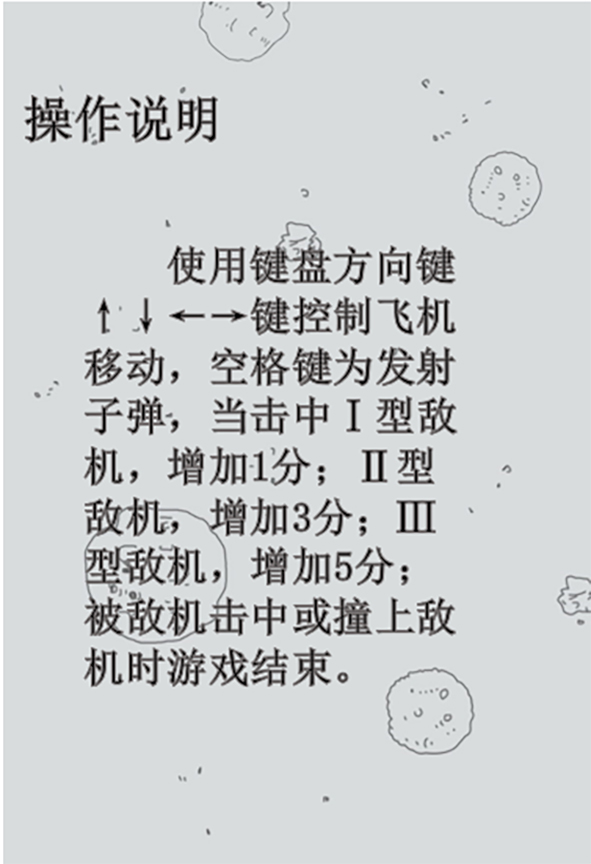 操作说明
使用键盘方向键
↑↓←→键控制飞机
移动，空格键为发射
子弹，当击中Ⅰ型敌
机，增加1分；Ⅱ型
敌机，增加3分；Ⅲ
型敌机，增加5分；
被敌机击中或撞上敌
机时游戏结束。